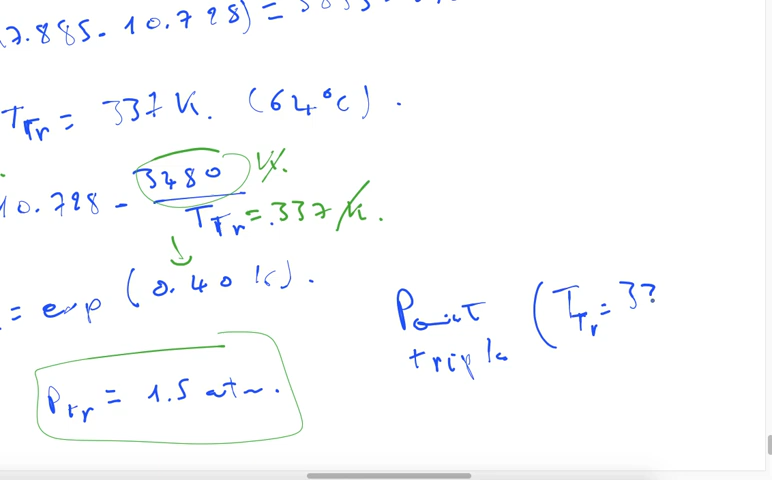 (7.885 - 10.728) =
T_Tr = 337 K. (64°C).
10.728 - 3480 / T_Tr = 337 K.
= exp (0.40 K).
Point triple (T_Tr = 33
P_tr = 1.5 atm.